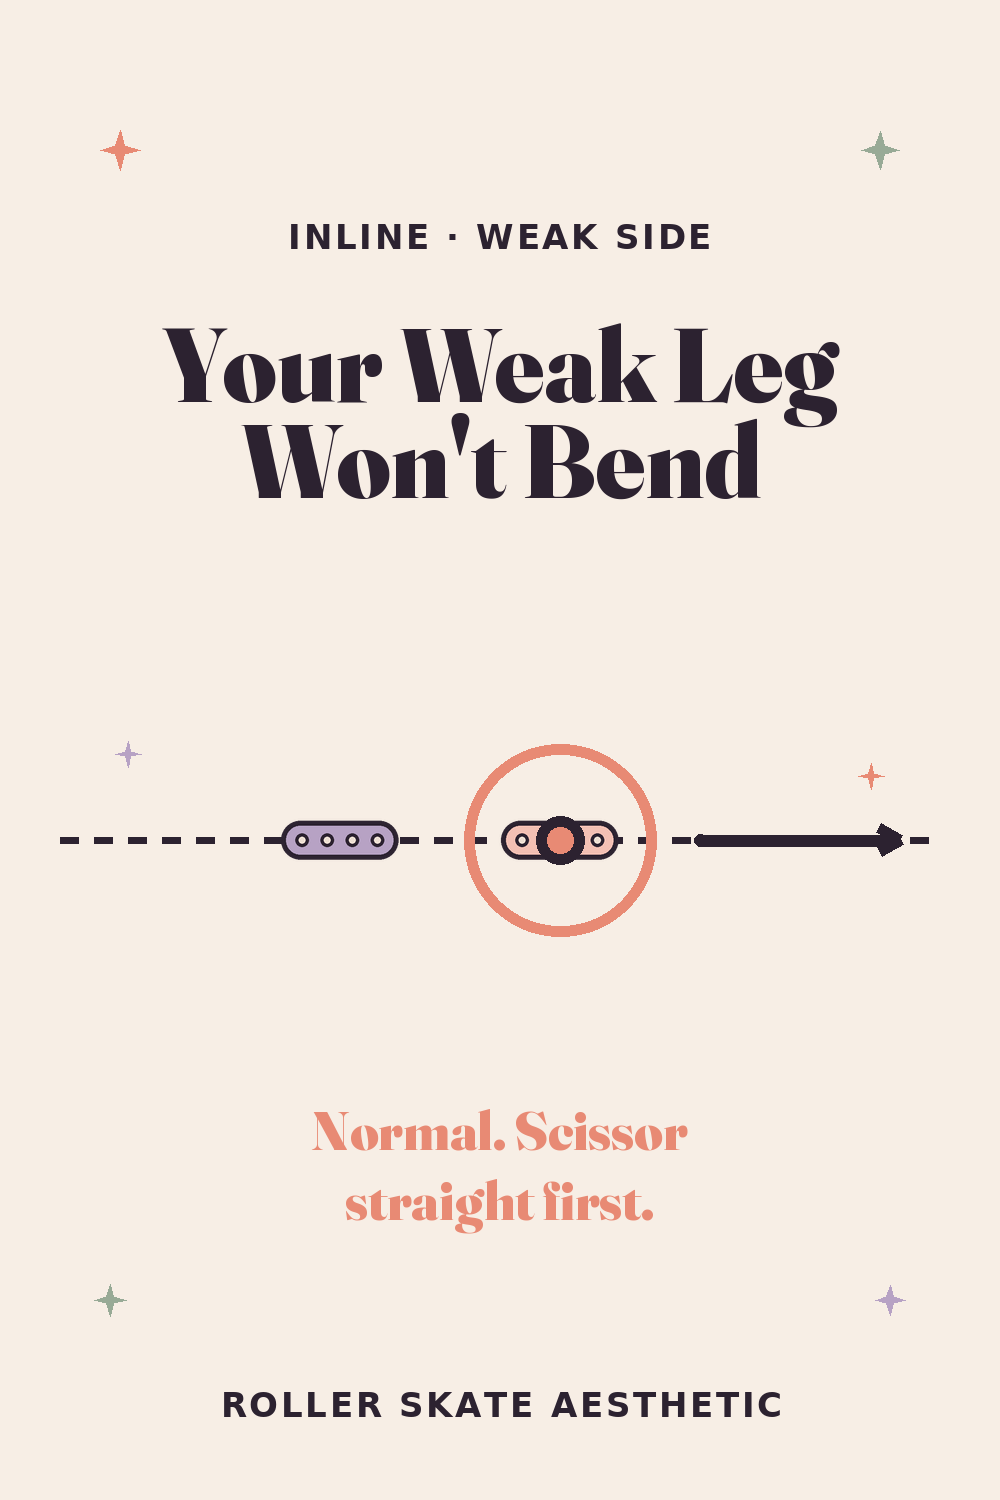 INLINE · WEAK SIDE
Your Weak Leg
Won't Bend
Normal. Scissor
straight first.
ROLLER SKATE AESTHETIC